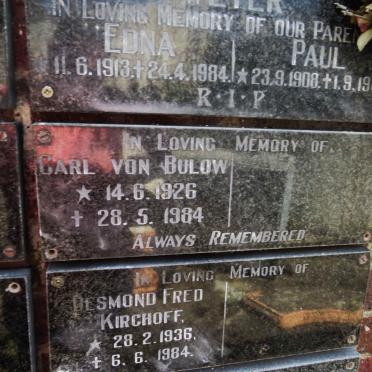 IN LOVING MEMORY OF OUR
EDNA PAUL
11.6.1913 + 24.4.1984 ★ 23.9.1908 + 1.9.
R.I.P
IN LOVING MEMORY OF
CARL VON BULOW
★ 14.6.1926
† 28.5.1984
ALWAYS REMEMBERED
IN LOVING MEMORY OF
DESMOND FRED
KIRCHOFF,
★ 28.2.1936,
+ 6.6.1984.